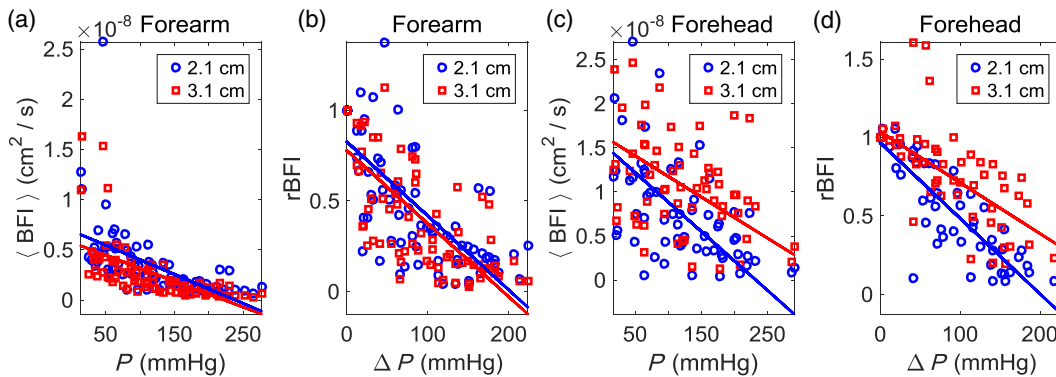 (a) Forearm
×10⁻⁸
2.1 cm
3.1 cm
⟨ BFI ⟩ (cm² / s)
2.5
2
1.5
1
0.5
0
50
150
250
P (mmHg)
(b) Forearm
2.1 cm
3.1 cm
rBFI
1
0.5
0
0
100
200
Δ P (mmHg)
(c) Forehead
×10⁻⁸
2.1 cm
3.1 cm
⟨ BFI ⟩ (cm² / s)
2.5
2
1.5
1
0.5
0
50
150
250
P (mmHg)
(d) Forehead
2.1 cm
3.1 cm
rBFI
1.5
1
0.5
0
0
100
200
Δ P (mmHg)